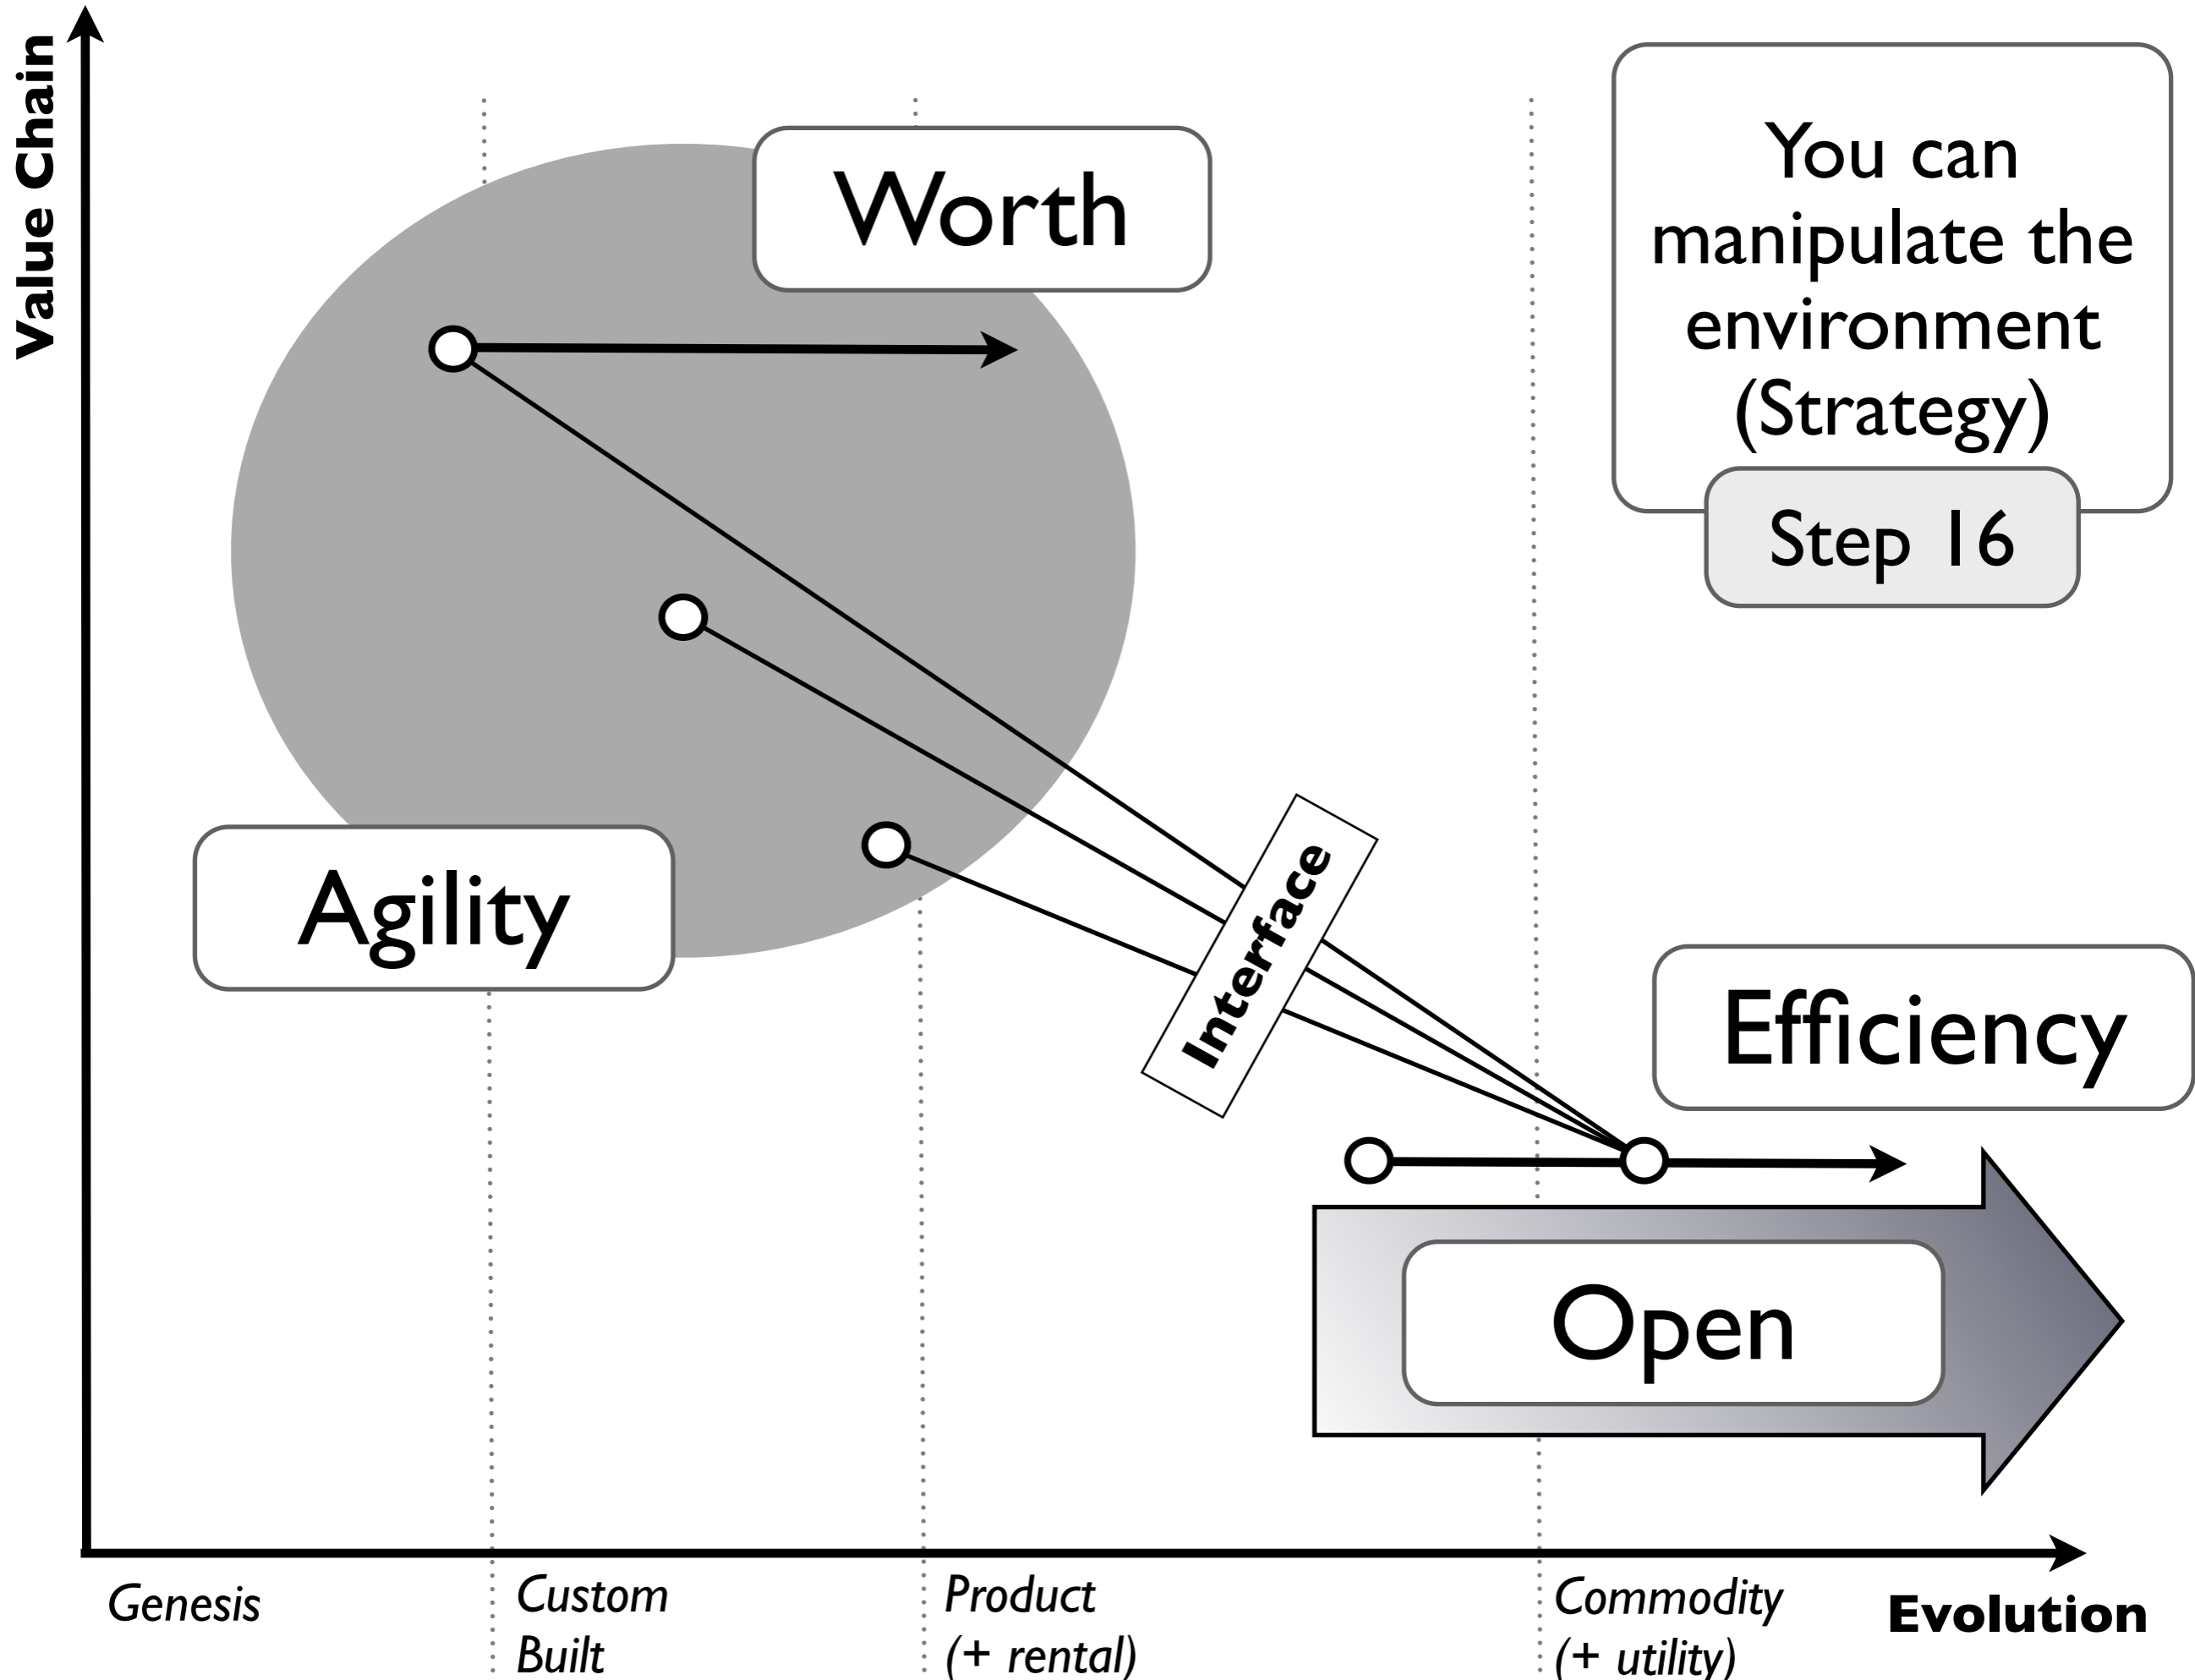 Value Chain
Worth
You can
manipulate the
environment
(Strategy)
Step 16
Agility
Interface
Efficiency
Open
Genesis
Custom
Built
Product
(+ rental)
Commodity
(+ utility)
Evolution